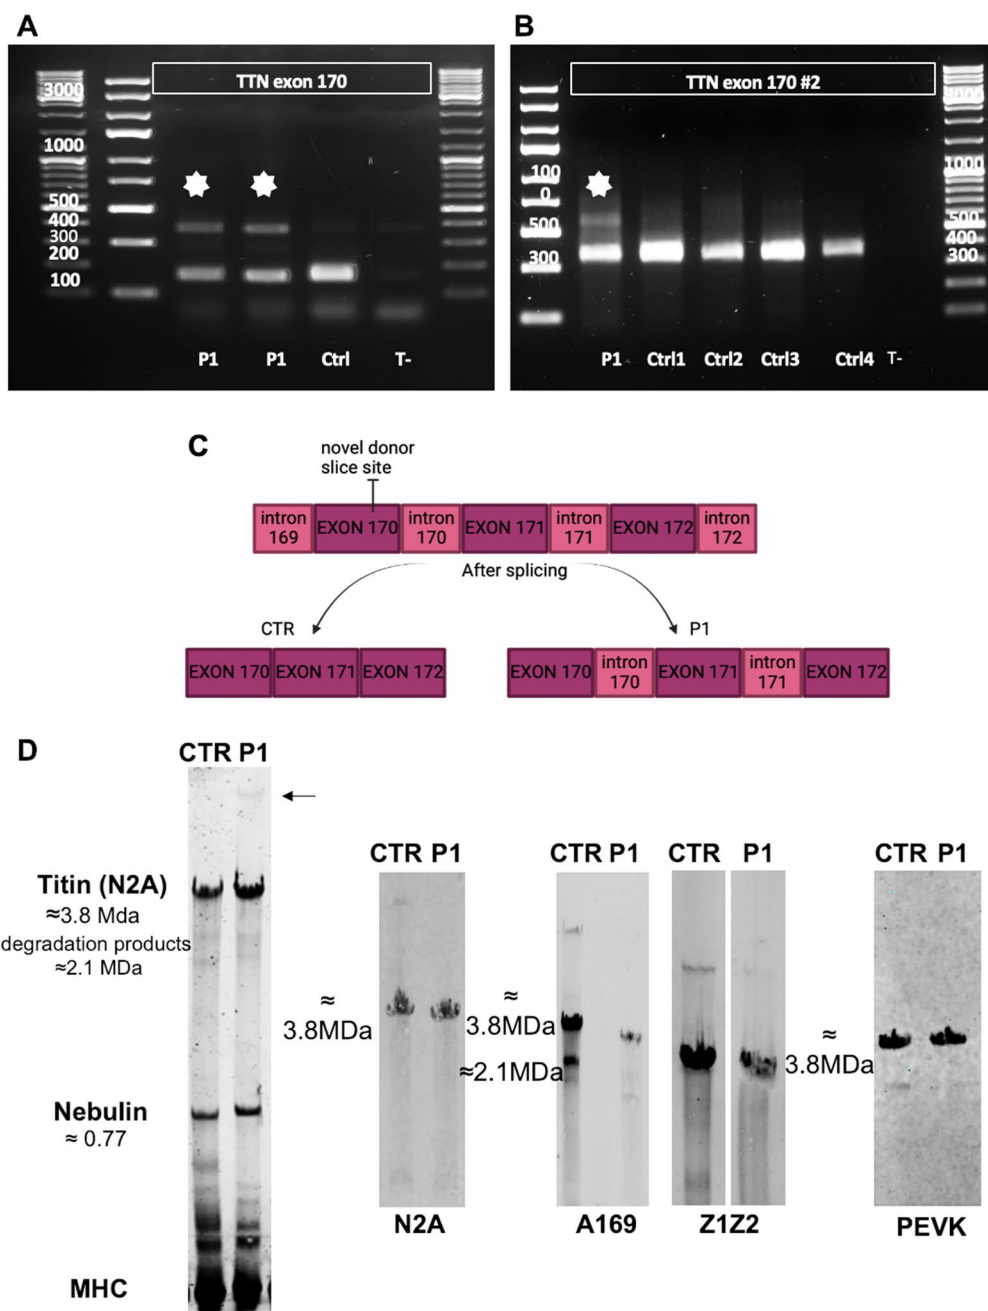 A
TTN exon 170
3000
1000
500
400
300
200
100
P1
P1
Ctrl
T-
B
TTN exon 170 #2
100
0
500
300
3000
1000
500
400
300
P1
Ctrl1
Ctrl2
Ctrl3
Ctrl4
T-
C
novel donor
slice site
intron
169
EXON 170
intron
170
EXON 171
intron
171
EXON 172
intron
172
After splicing
CTR
P1
EXON 170
EXON 171
EXON 172
EXON 170
intron
170
EXON 171
intron
171
EXON 172
D
CTR P1
Titin (N2A)
≈3.8 Mda
degradation products
≈2.1 MDa
Nebulin
≈ 0.77
MHC
CTR P1
≈
3.8MDa
N2A
CTR P1
≈
3.8MDa
≈2.1MDa
A169
CTR P1
Z1Z2
CTR P1
≈
3.8MDa
PEVK